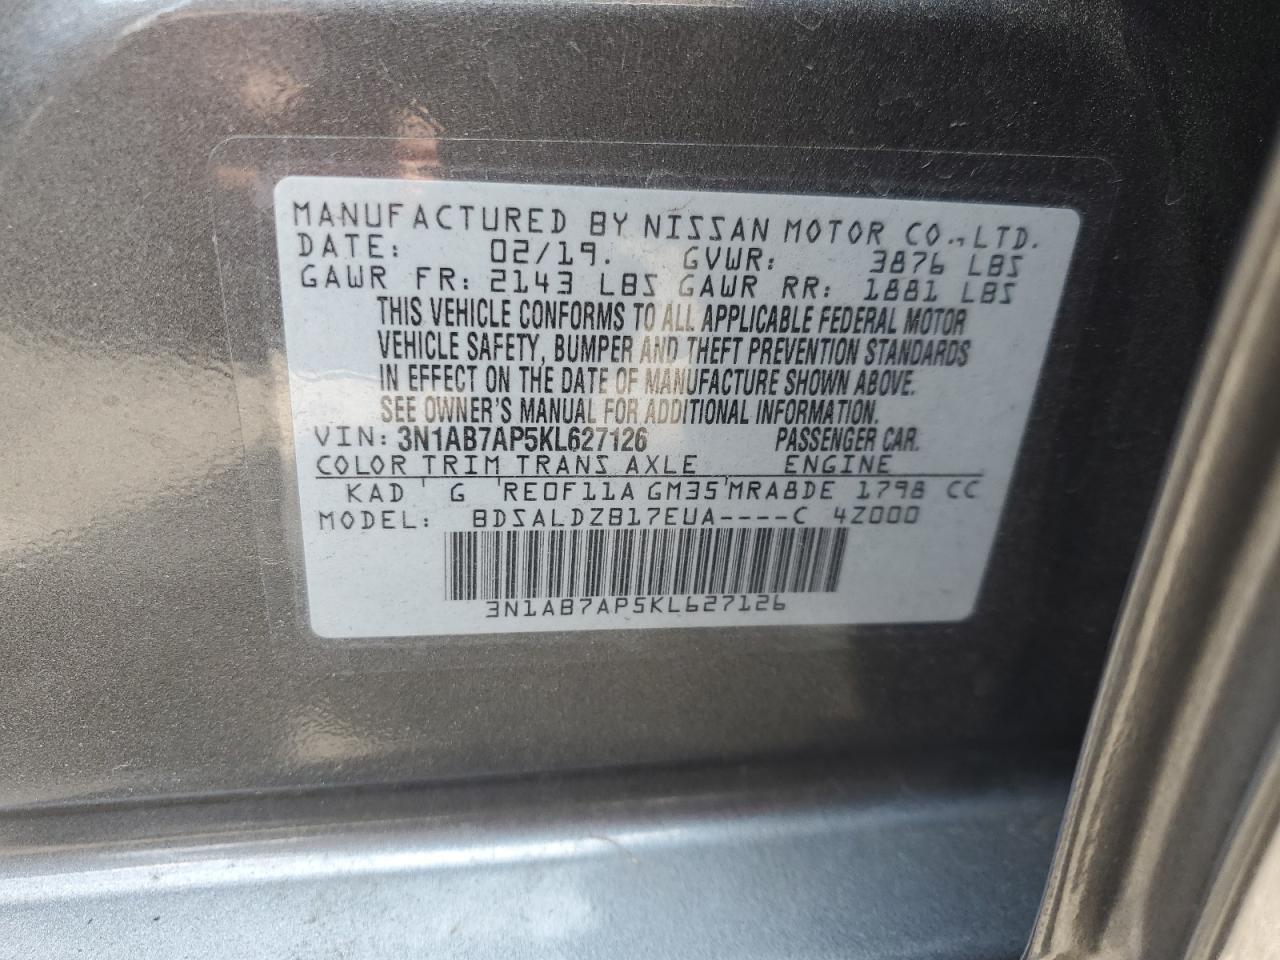 MANUFACTURED BY NISSAN MOTOR CO., LTD.
DATE: 02/19. GVWR: 3876 LBS
GAWR FR: 2143 LBS GAWR RR: 1881 LBS
THIS VEHICLE CONFORMS TO ALL APPLICABLE FEDERAL MOTOR
VEHICLE SAFETY, BUMPER AND THEFT PREVENTION STANDARDS
IN EFFECT ON THE DATE OF MANUFACTURE SHOWN ABOVE.
SEE OWNER'S MANUAL FOR ADDITIONAL INFORMATION.
VIN: 3N1AB7AP5KL627126 PASSENGER CAR.
COLOR TRIM TRANS AXLE ENGINE
KAD G RE0F11A GM35 MRA8DE 1798 CC
MODEL: BDSALDZB17EUA----C 4Z000
3N1AB7AP5KL627126